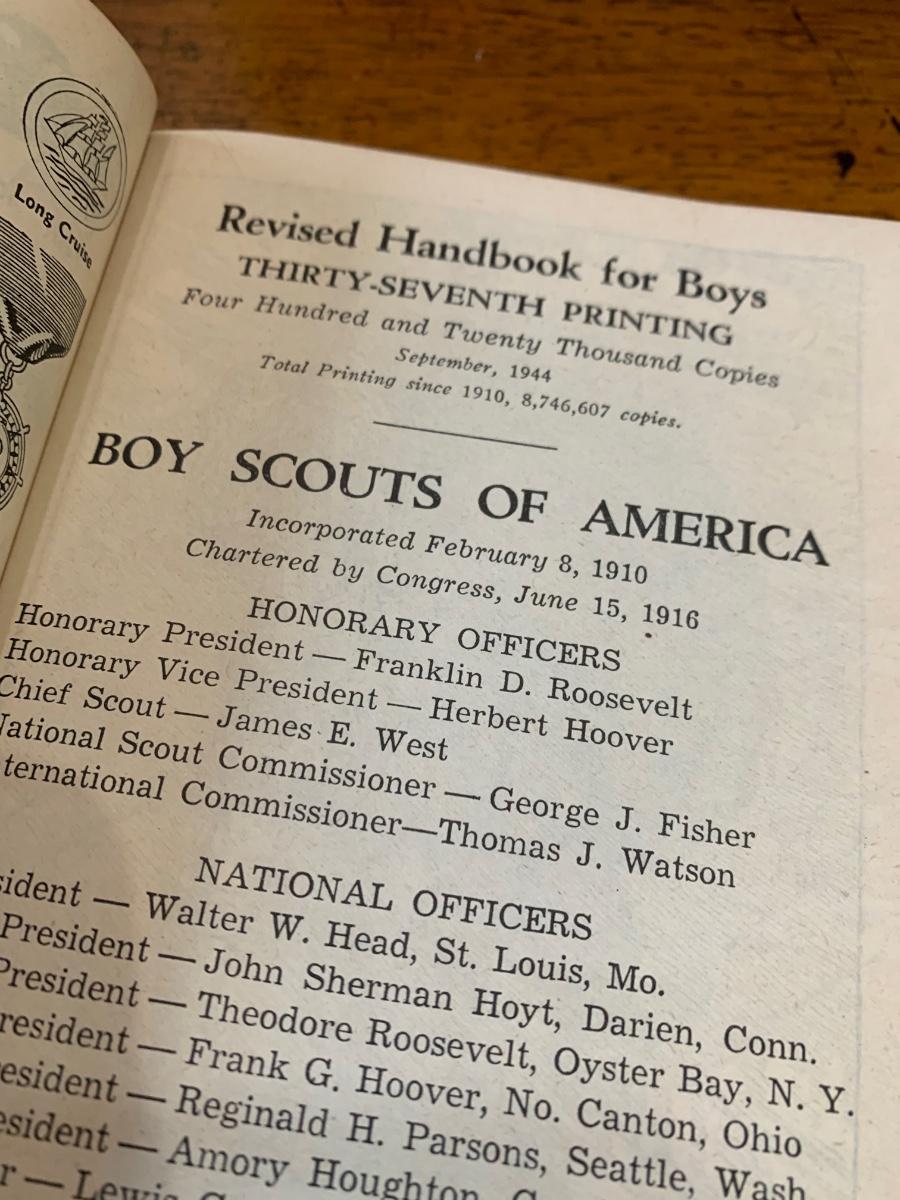 Long Cruise
Revised Handbook for Boys
THIRTY-SEVENTH PRINTING
Four Hundred and Twenty Thousand Copies
September, 1944
Total Printing since 1910, 8,746,607 copies.
BOY SCOUTS OF AMERICA
Incorporated February 8, 1910
Chartered by Congress, June 15, 1916
HONORARY OFFICERS
Honorary President — Franklin D. Roosevelt
Honorary Vice President — Herbert Hoover
Chief Scout — James E. West
National Scout Commissioner — George J. Fisher
ternational Commissioner—Thomas J. Watson
NATIONAL OFFICERS
sident — Walter W. Head, St. Louis, Mo.
President — John Sherman Hoyt, Darien, Conn.
President — Theodore Roosevelt, Oyster Bay, N. Y.
resident — Frank G. Hoover, No. Canton, Ohio
esident — Reginald H. Parsons, Seattle, Wash
esident — Amory Houghton,
r — Lewis